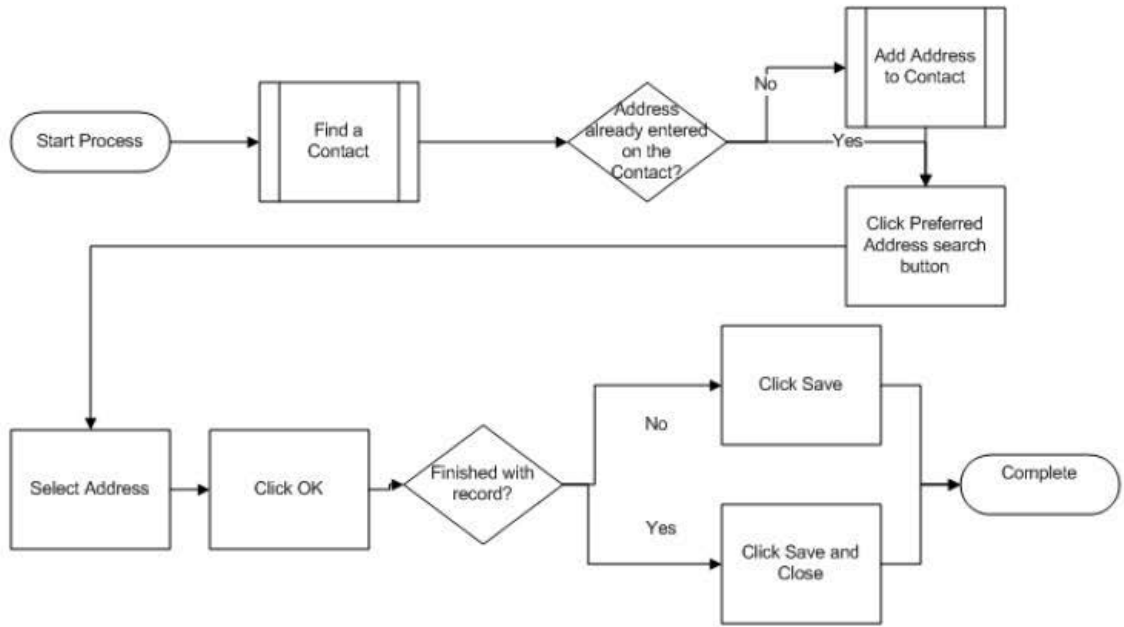 Start Process
Find a
Contact
Address
already entered
on the
Contact?
No
Add Address
to Contact
Yes
Click Preferred
Address search
button
Select Address
Click OK
Finished with
record?
No
Click Save
Yes
Click Save and
Close
Complete